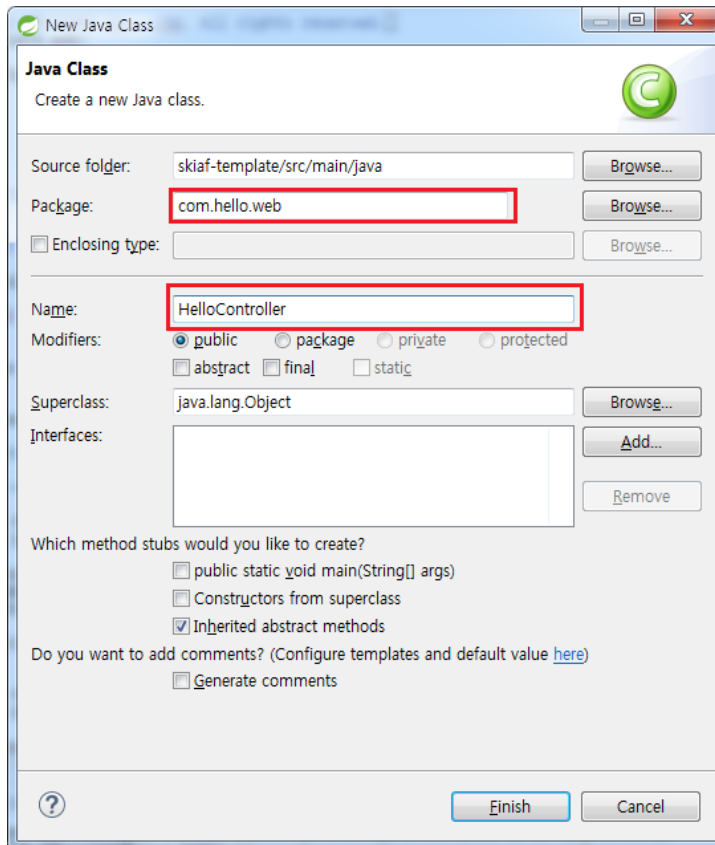 New Java Class
Java Class
Create a new Java class.
Source folder: skiaf-template/src/main/java Browse...
Package: com.hello.web Browse...
Enclosing type: Browse...
Name: HelloController
Modifiers: public package private protected
abstract final static
Superclass: java.lang.Object Browse...
Interfaces: Add...
Remove
Which method stubs would you like to create?
public static void main(String[] args)
Constructors from superclass
Inherited abstract methods
Do you want to add comments? (Configure templates and default value here)
Generate comments
Finish Cancel